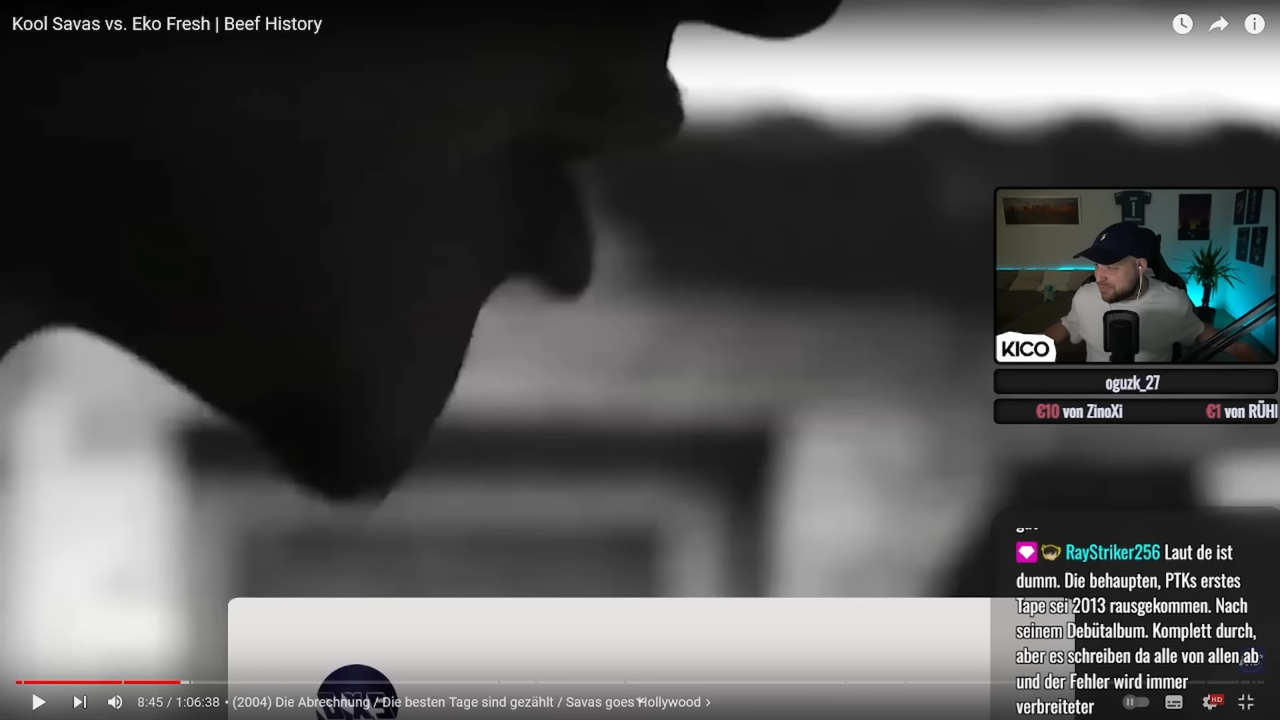 Kool Savas vs. Eko Fresh | Beef History
KICO
oguzk_27
€10 von ZinoXi €1 von RÜHI
RayStriker256 Laut de ist
dumm. Die behaupten, PTKs erstes
Tape sei 2013 rausgekommen. Nach
seinem Debütalbum. Komplett durch,
aber es schreiben da alle von allen ab
und der Fehler wird immer
verbreiteter
8:45 / 1:06:38 • (2004) Die Abrechnung / Die besten Tage sind gezählt / Savas goes Hollywood
HD